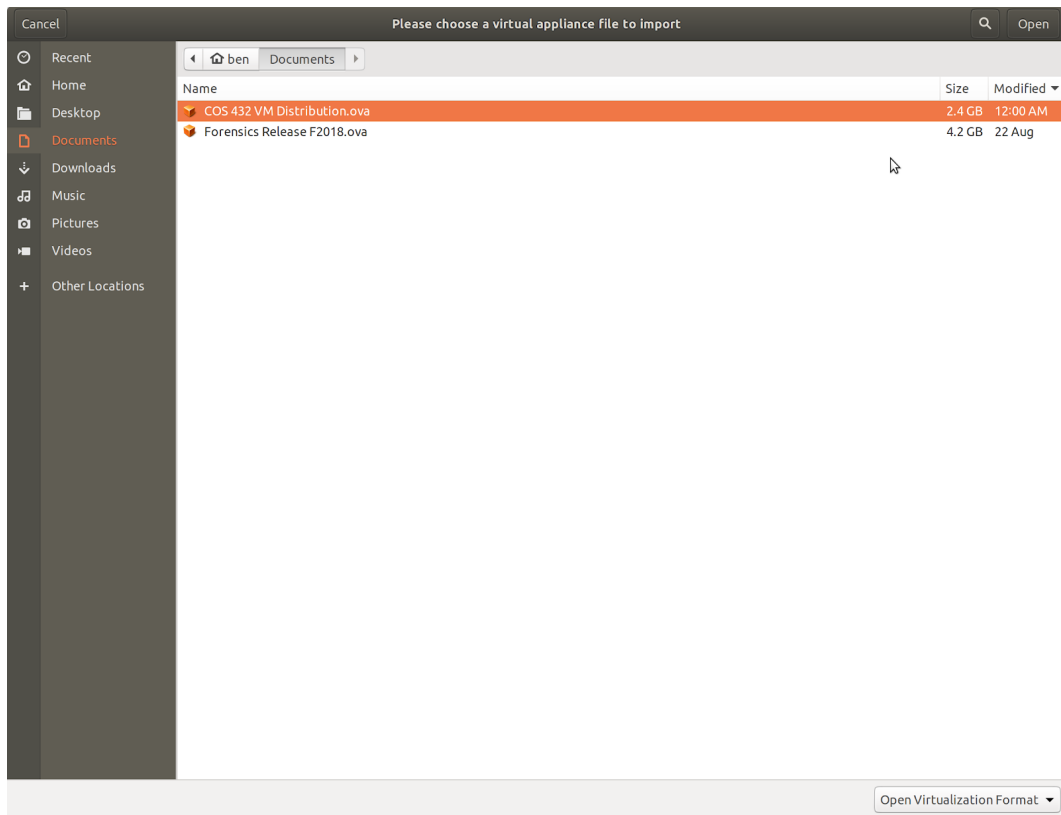 Cancel Please choose a virtual appliance file to import Open
Recent
Home
Desktop
Documents
Downloads
Music
Pictures
Videos
Other Locations
ben Documents
Name Size Modified
COS 432 VM Distribution.ova 2.4 GB 12:00 AM
Forensics Release F2018.ova 4.2 GB 22 Aug
Open Virtualization Format